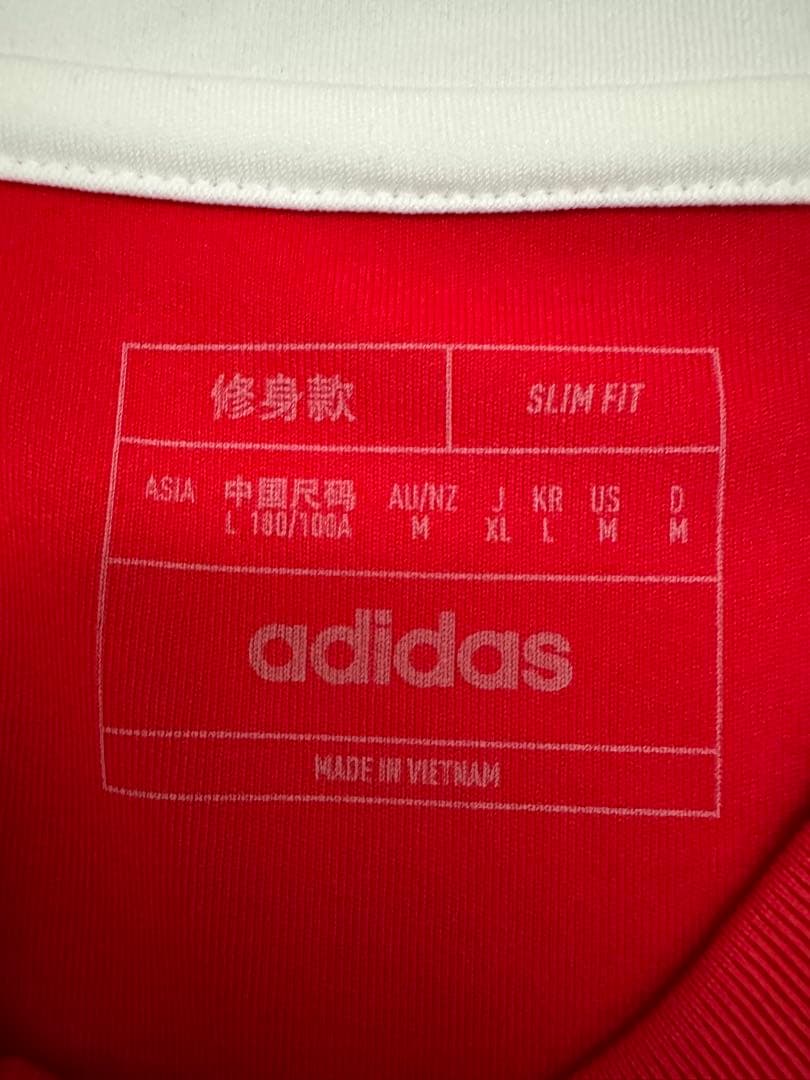 修身款 SLIM FIT
ASIA 中国尺码 AU/NZ J KR US D
L 180/100A M XL L M M
adidas
MADE IN VIETNAM